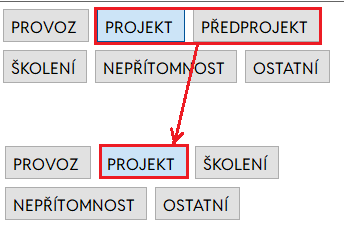 PROVOZ PROJEKT PŘEDPROJEKT
ŠKOLENÍ NEPŘÍTOMNOST OSTATNÍ
PROVOZ PROJEKT ŠKOLENÍ
NEPŘÍTOMNOST OSTATNÍ